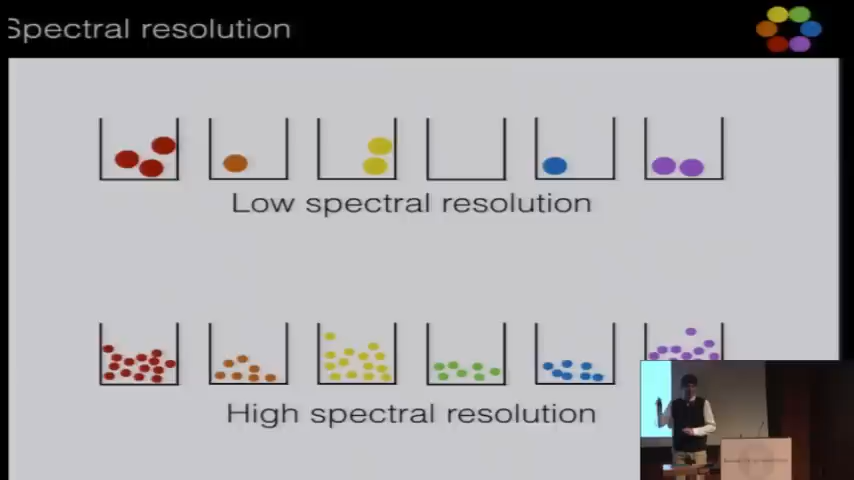 Spectral resolution
Low spectral resolution
High spectral resolution